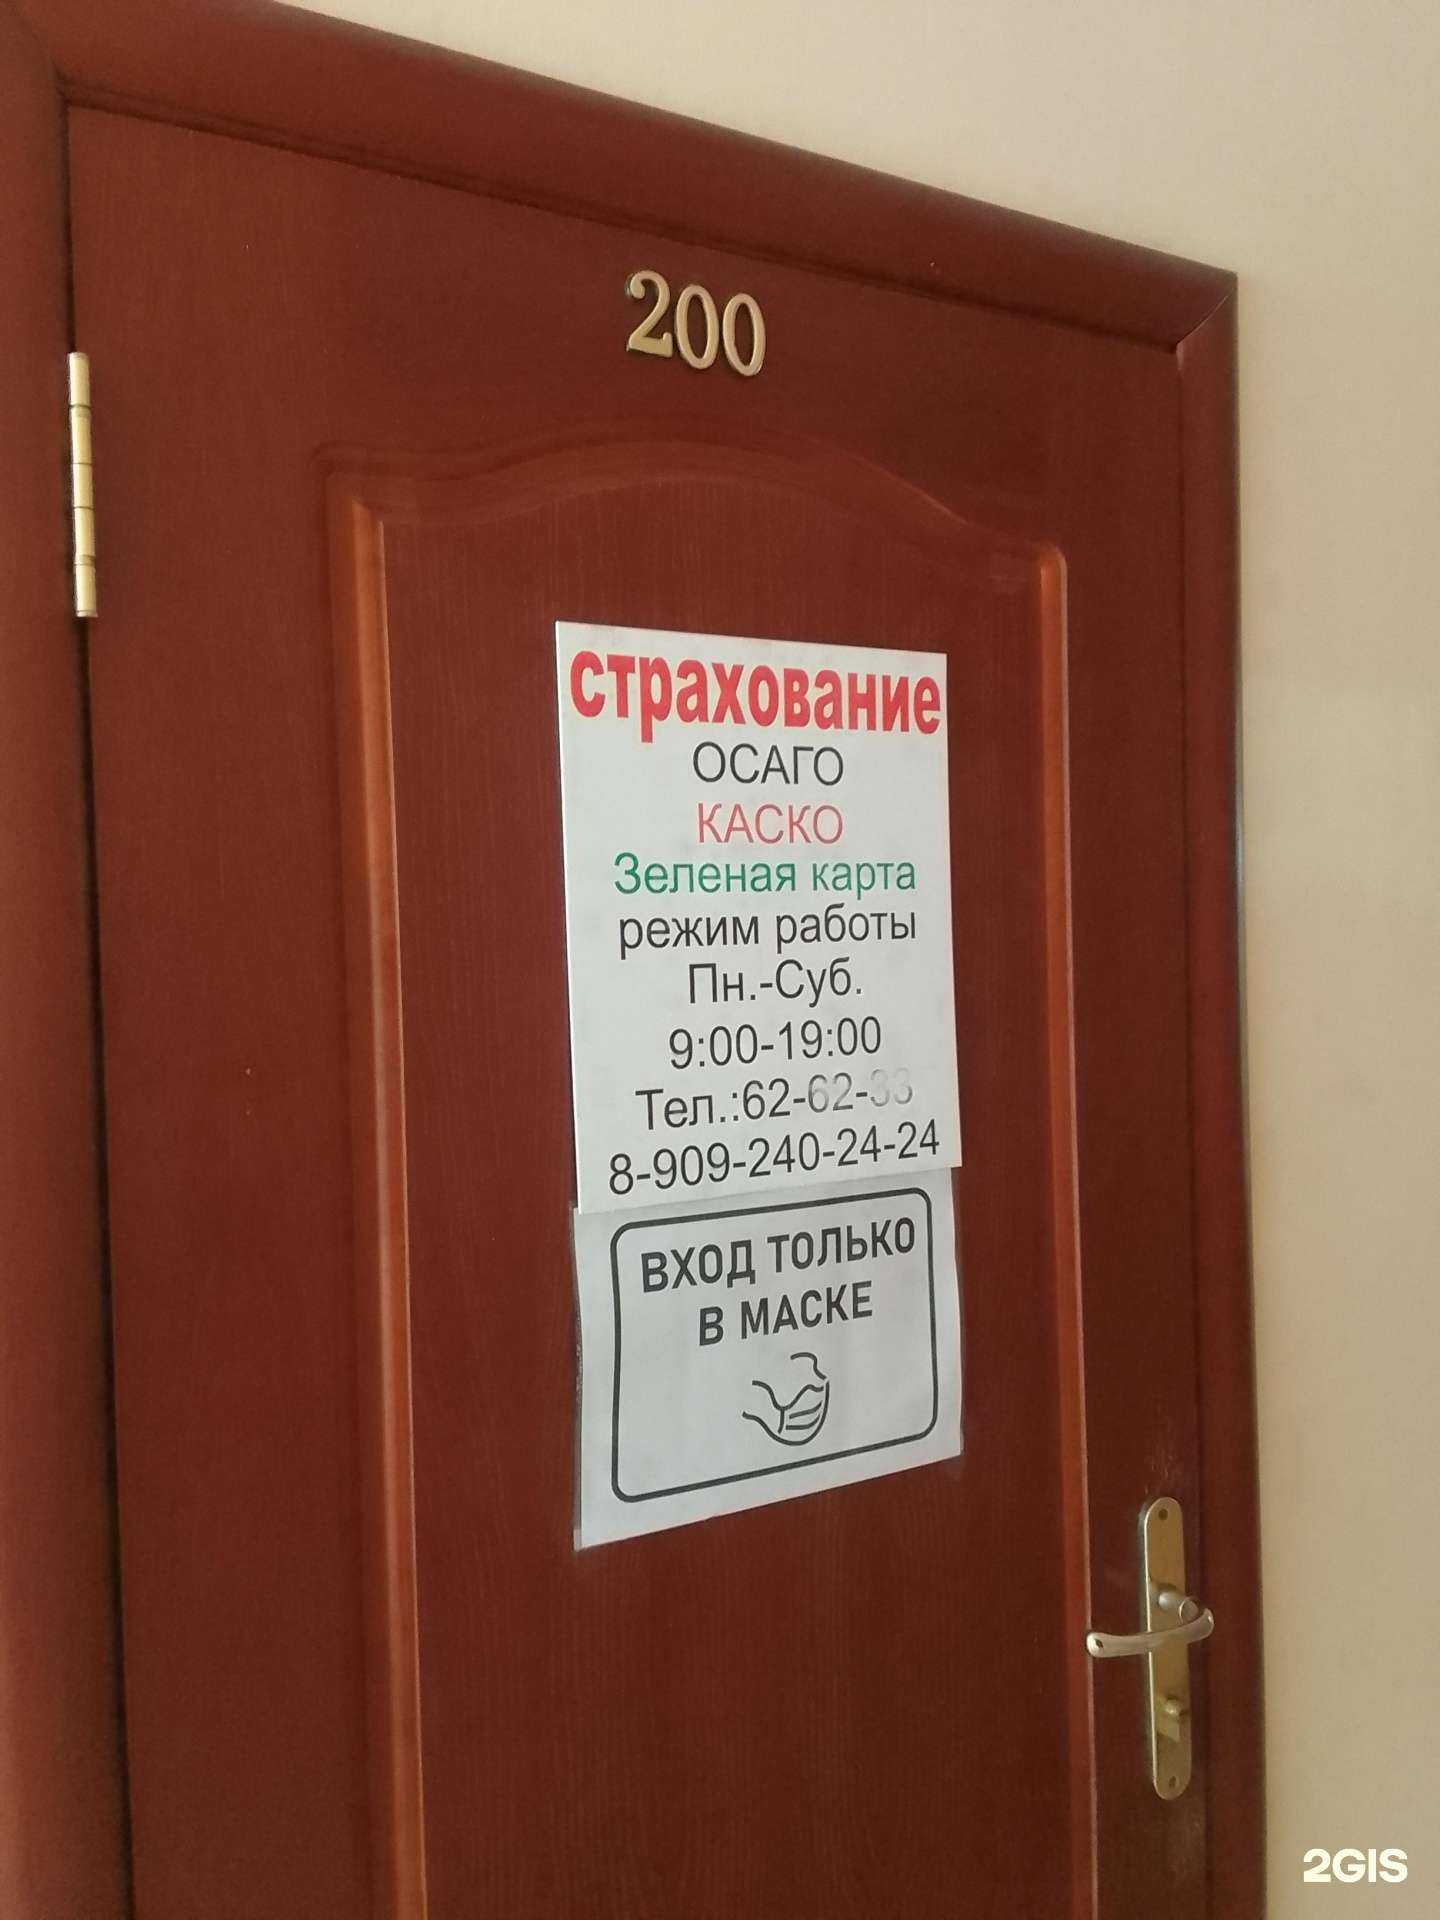 200
страхование
ОСАГО
КАСКО
Зеленая карта
режим работы
Пн.-Суб.
9:00-19:00
Тел.:62-62-33
8-909-240-24-24
ВХОД ТОЛЬКО
В МАСКЕ
2GIS